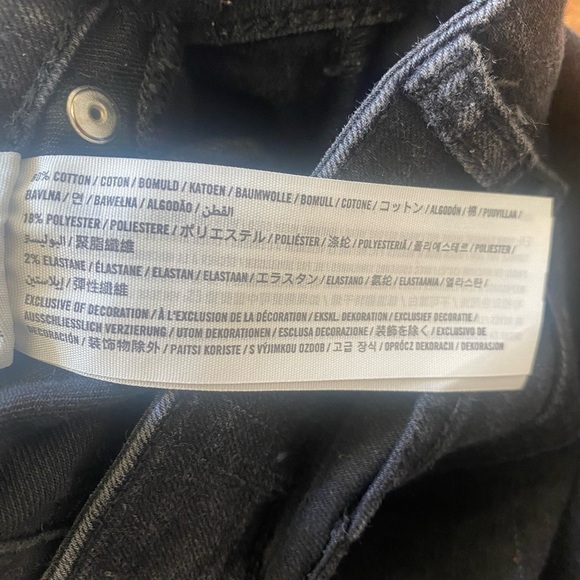 80% COTTON / COTON / BOMULD / KATOEN / BAUMWOLLE / BOMULL / COTONE / コットン / ALGODÓN / 棉 / PUUVILLAA /
BAVLNA / 면 / BAWEŁNA / ALGODÃO / القطن
18% POLYESTER / POLIESTERE / ポリエステル / POLIÉSTER / 涤纶 / POLYESTERIÄ / 폴리에스테르 / POLIESTER /
البوليستر / 聚脂纖維
2% ELASTANE / ÉLASTANE / ELASTAN / ELASTAAN / エラスタン / ELASTANO / 氨纶 / ELASTAANIA / 엘라스탄 /
إيلاستين / 彈性纖維
EXCLUSIVE OF DECORATION / À L'EXCLUSION DE LA DÉCORATION / EKSKL. DEKORATION / EXCLUSIEF DECORATIE /
AUSSCHLIESSLICH VERZIERUNG / UTOM DEKORATIONEN / ESCLUSA DECORAZIONE / 装飾を除く / EXCLUSIVO DE
DECORACIÓN / 装饰物除外 / PAITSI KORISTE / S VÝJIMKOU OZDOB / 고급 장식 / OPRÓCZ DEKORACJI / DEKORASJON